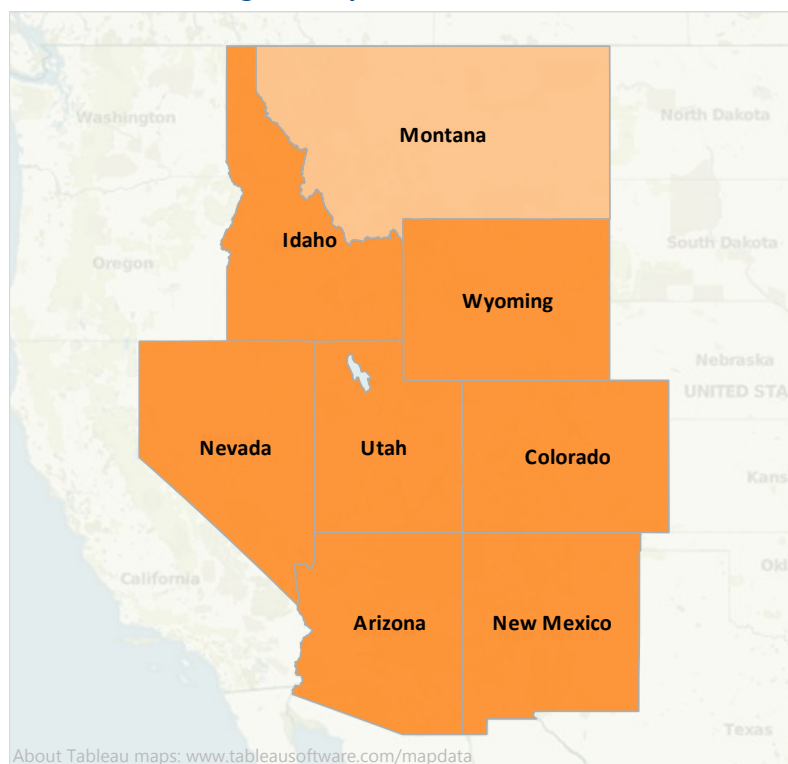 Washington
North Dakota
Montana
Idaho
South Dakota
Oregon
Wyoming
Nebraska
UNITED STA
Nevada
Utah
Colorado
Kans
California
Okl
Arizona
New Mexico
Texas
About Tableau maps: www.tableausoftware.com/mapdata